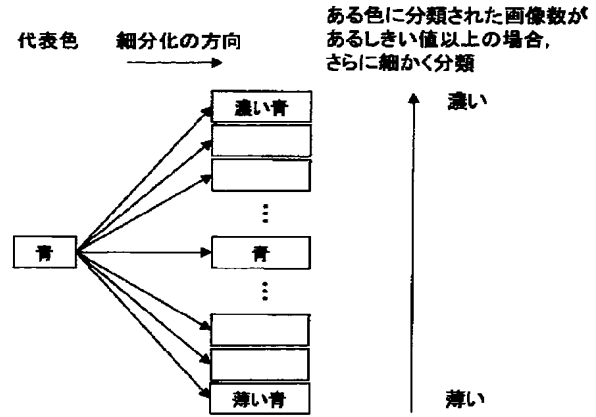 ある色に分類された画像数が
あるしきい値以上の場合,
さらに細かく分類
代表色 細分化の方向
濃い青
濃い
青
青
薄い青
薄い